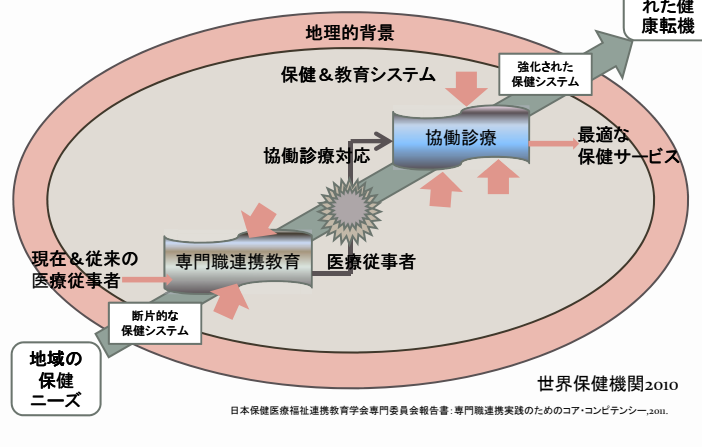 れた健
康転機
地理的背景
強化された
保健システム
保健＆教育システム
協働診療
最適な
保健サービス
協働診療対応
専門職連携教育
医療従事者
現在＆従来の
医療従事者
断片的な
保健システム
地域の
保健
ニーズ
世界保健機関2010
日本保健医療福祉連携教育学会専門委員会報告書：専門職連携実践のためのコア・コンピテンシー,2011.